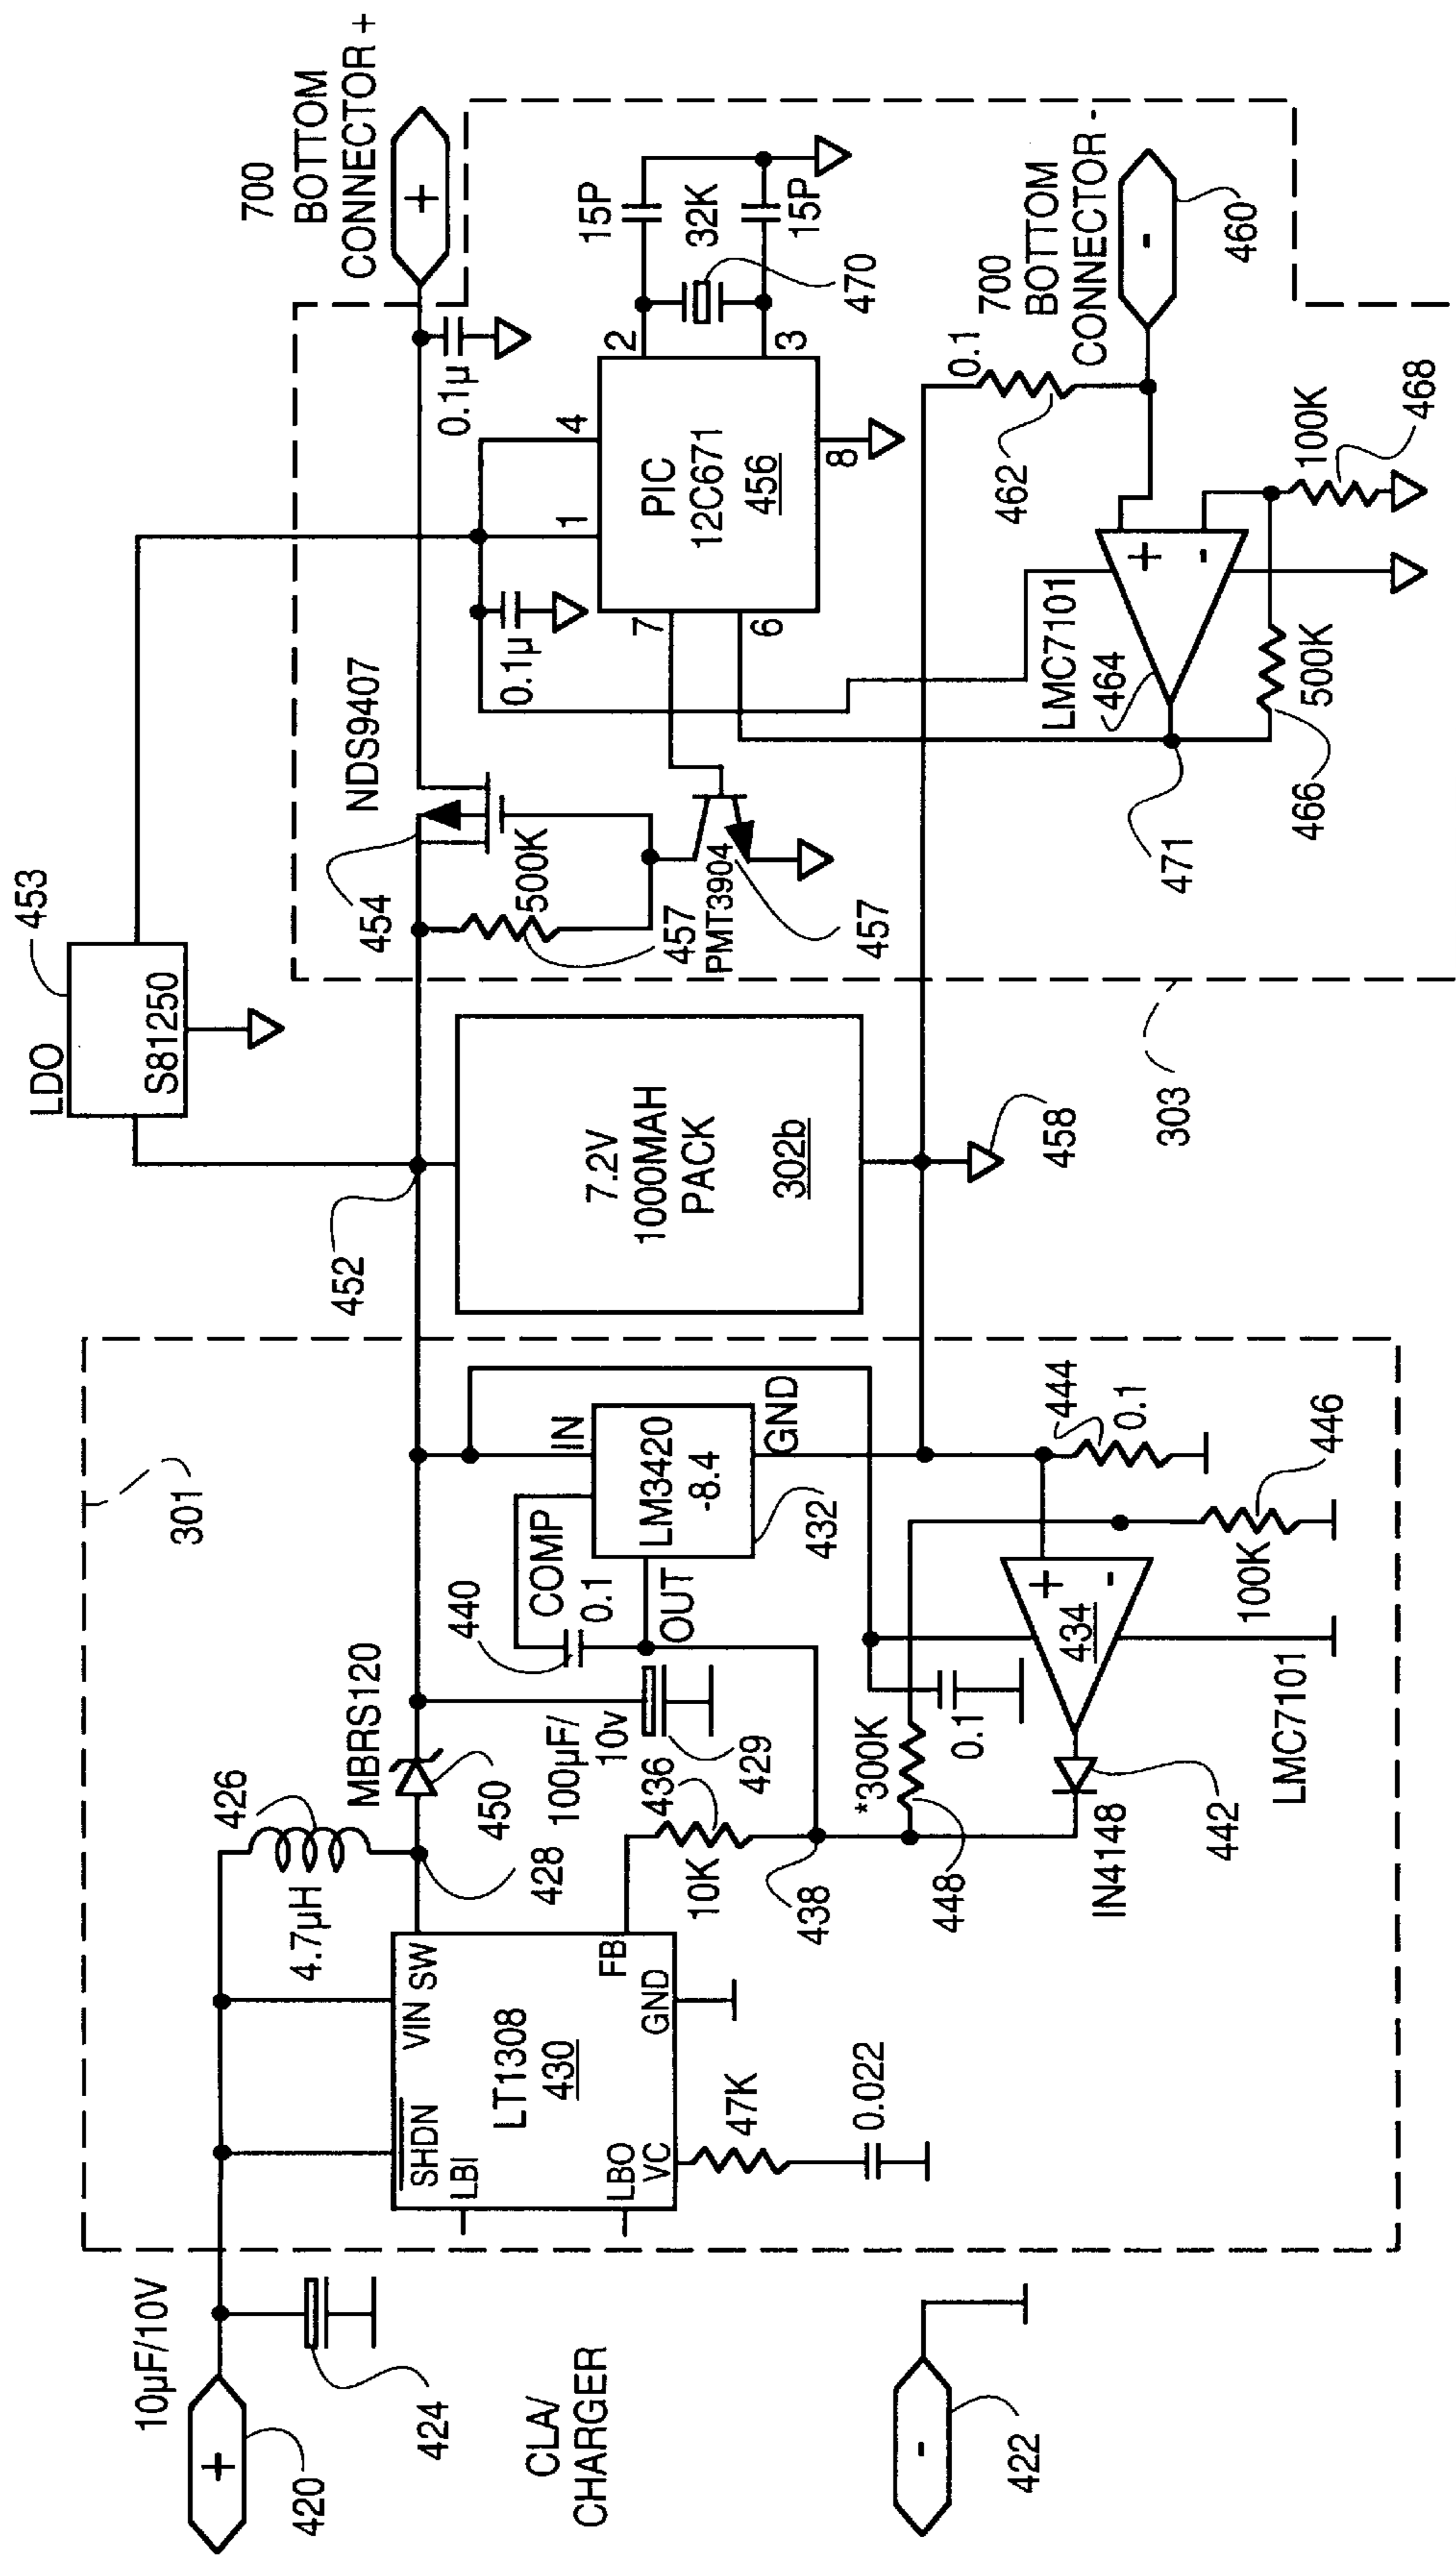 10µF/10V
+
420
424
CLA/
CHARGER
-
422
301
SHDN
VIN
SW
LBI
LT1308
430
FB
LBO
VC
GND
47K
0.022
4.7µH
426
428
MBRS120
450
100µF/
10v
429
436
10K
438
440
COMP
0.1
OUT
IN
LM3420
-8.4
GND
432
*300K
448
0.1
IN4148
442
LMC7101
434
+
-
444
0.1
100K
446
452
7.2V
1000MAH
PACK
302b
458
303
LDO
453
S81250
454
NDS9407
500K
457
PMT3904
457
0.1µ
0.1µ
700
BOTTOM
CONNECTOR +
+
1
4
7
6
PIC
12C671
456
8
2
3
15P
32K
15P
470
462
0.1
700
BOTTOM
CONNECTOR -
-
460
LMC7101
464
+
-
471
466
500K
100K
468